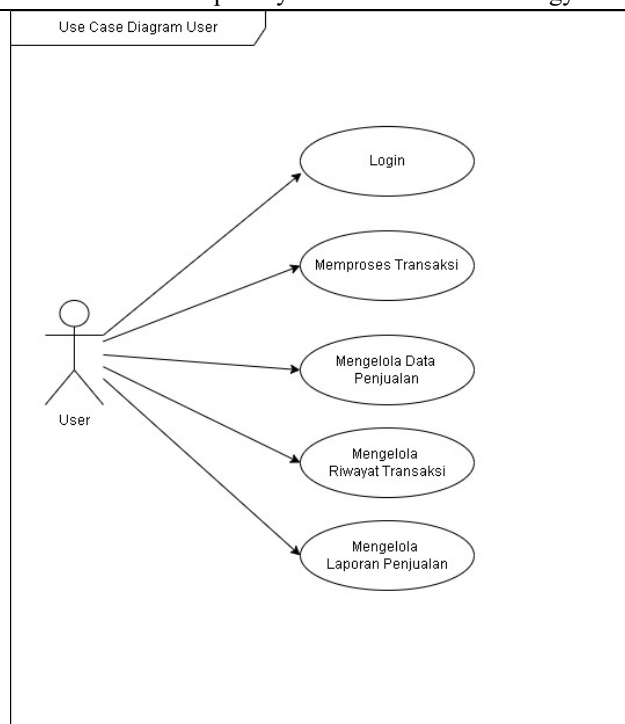 Use Case Diagram User
Login
Memproses Transaksi
Mengelola Data
Penjualan
User
Mengelola
Riwayat Transaksi
Mengelola
Laporan Penjualan